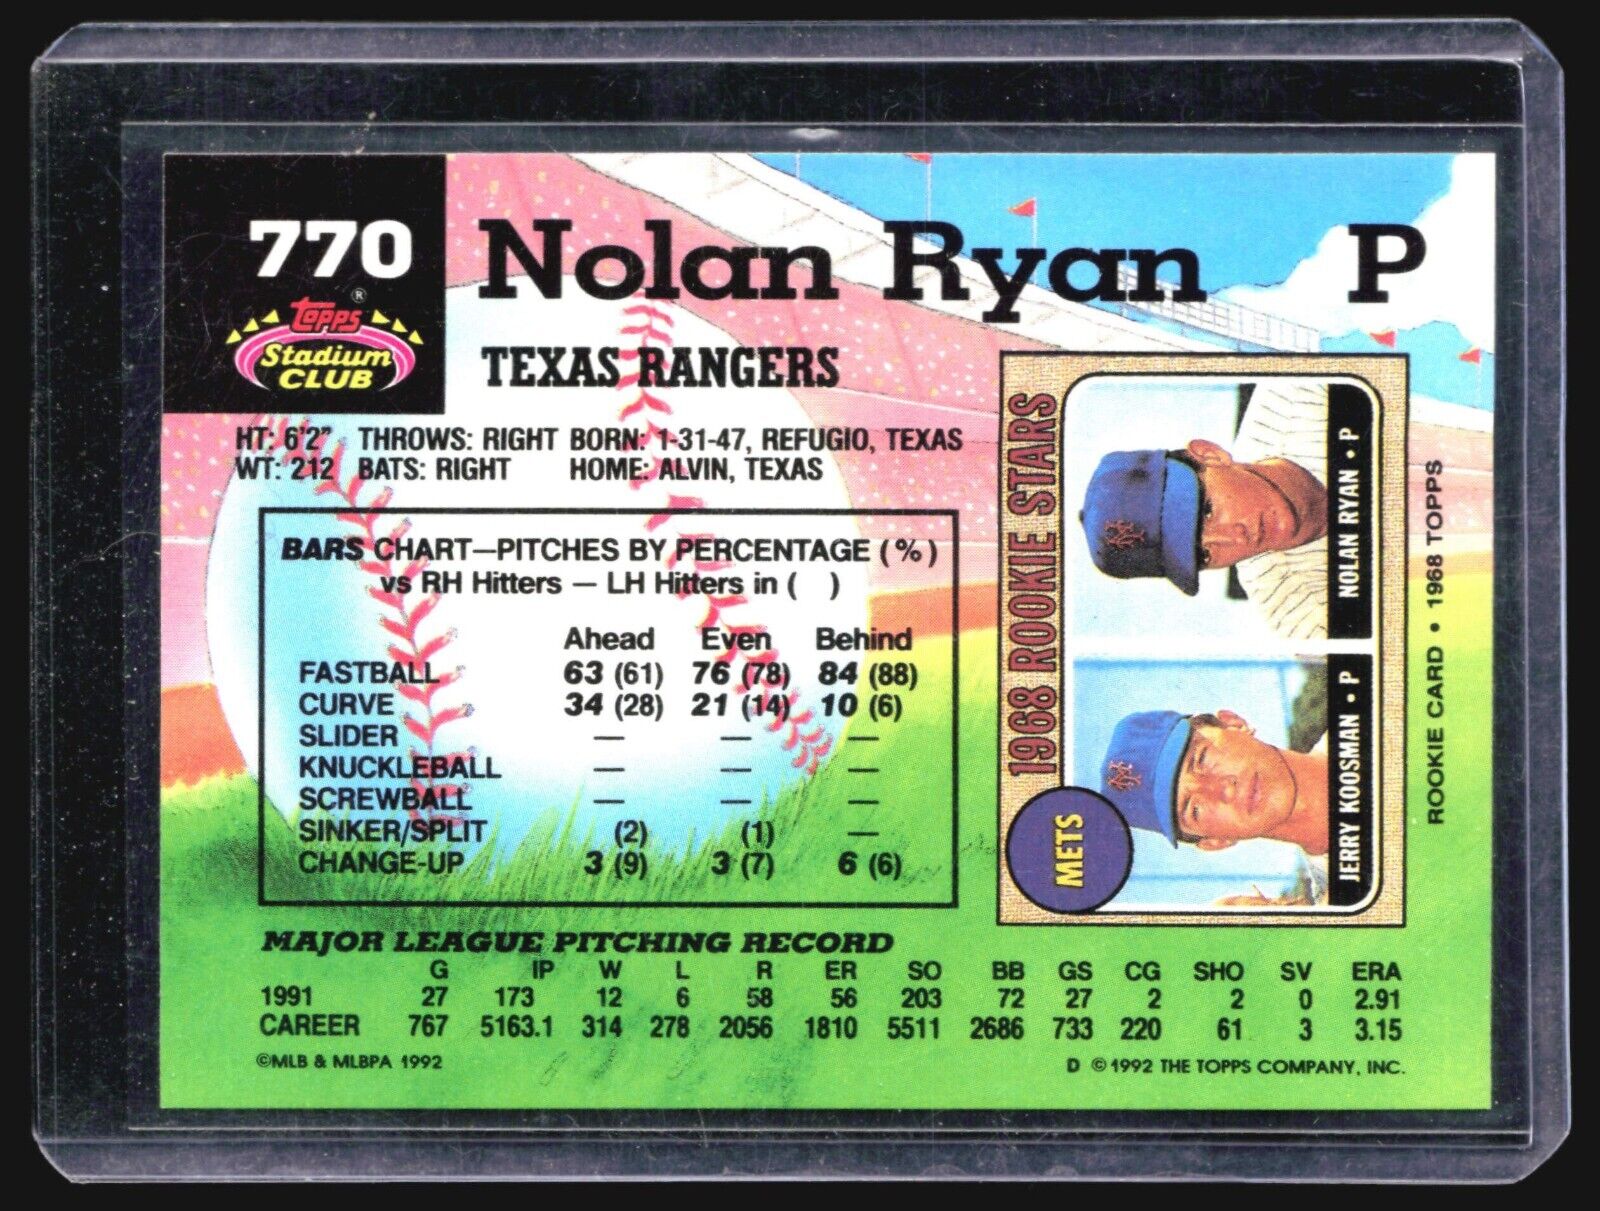 770
Nolan Ryan P
Topps ®
Stadium
CLUB
TEXAS RANGERS
HT: 6'2" THROWS: RIGHT BORN: 1-31-47, REFUGIO, TEXAS
WT: 212 BATS: RIGHT HOME: ALVIN, TEXAS
BARS CHART—PITCHES BY PERCENTAGE (%)
vs RH Hitters — LH Hitters in ( )
Ahead Even Behind
FASTBALL 63 (61) 76 (78) 84 (88)
CURVE 34 (28) 21 (14) 10 (6)
SLIDER — — —
KNUCKLEBALL — — —
SCREWBALL — — —
SINKER/SPLIT (2) (1) —
CHANGE-UP 3 (9) 3 (7) 6 (6)
1968 ROOKIE STARS
METS
JERRY KOOSMAN • P
NOLAN RYAN • P
ROOKIE CARD • 1968 TOPPS
MAJOR LEAGUE PITCHING RECORD
G IP W L R ER SO BB GS CG SHO SV ERA
1991 27 173 12 6 58 56 203 72 27 2 2 0 2.91
CAREER 767 5163.1 314 278 2056 1810 5511 2686 733 220 61 3 3.15
©MLB & MLBPA 1992
D © 1992 THE TOPPS COMPANY, INC.